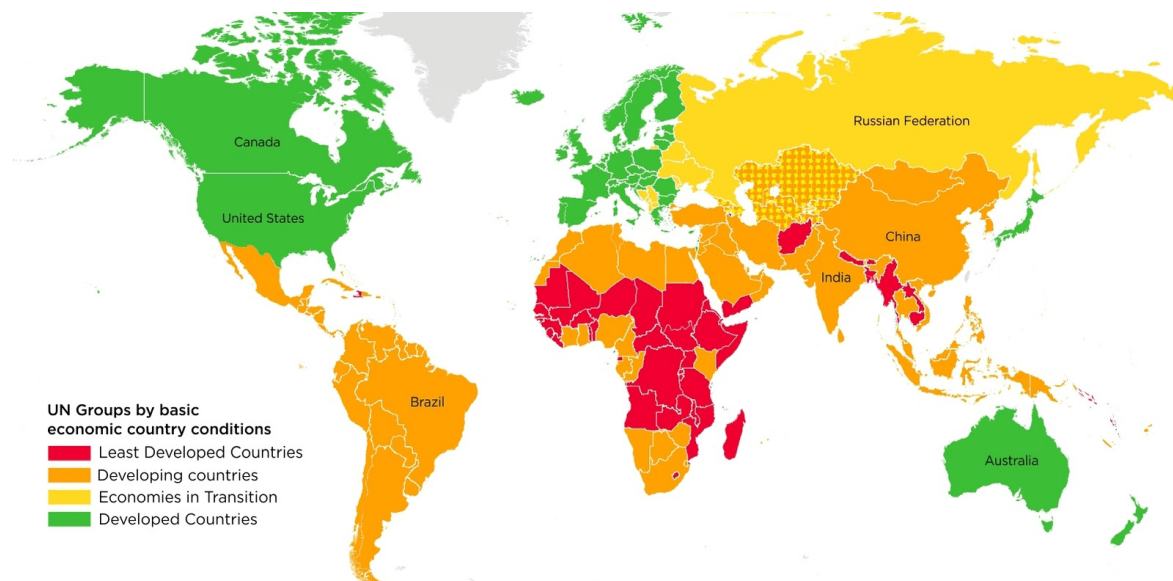 Canada
United States
Brazil
Russian Federation
China
India
Australia
UN Groups by basic
economic country conditions
Least Developed Countries
Developing countries
Economies in Transition
Developed Countries